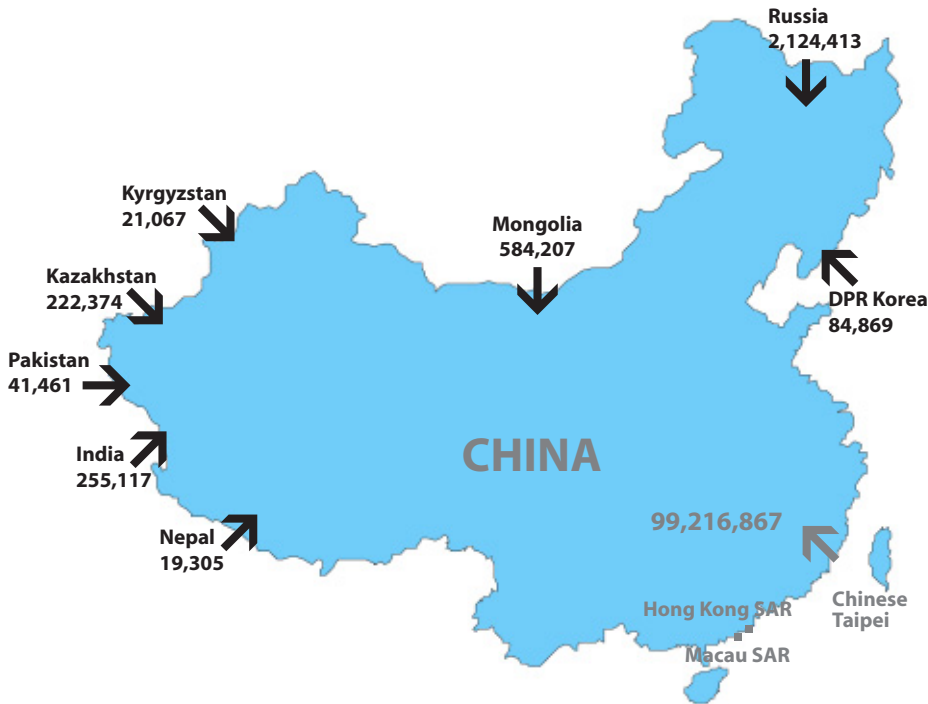 Russia
2,124,413
Kyrgyzstan
21,067
Mongolia
584,207
Kazakhstan
222,374
DPR Korea
84,869
Pakistan
41,461
India
255,117
CHINA
99,216,867
Nepal
19,305
Chinese
Taipei
Hong Kong SAR
Macau SAR